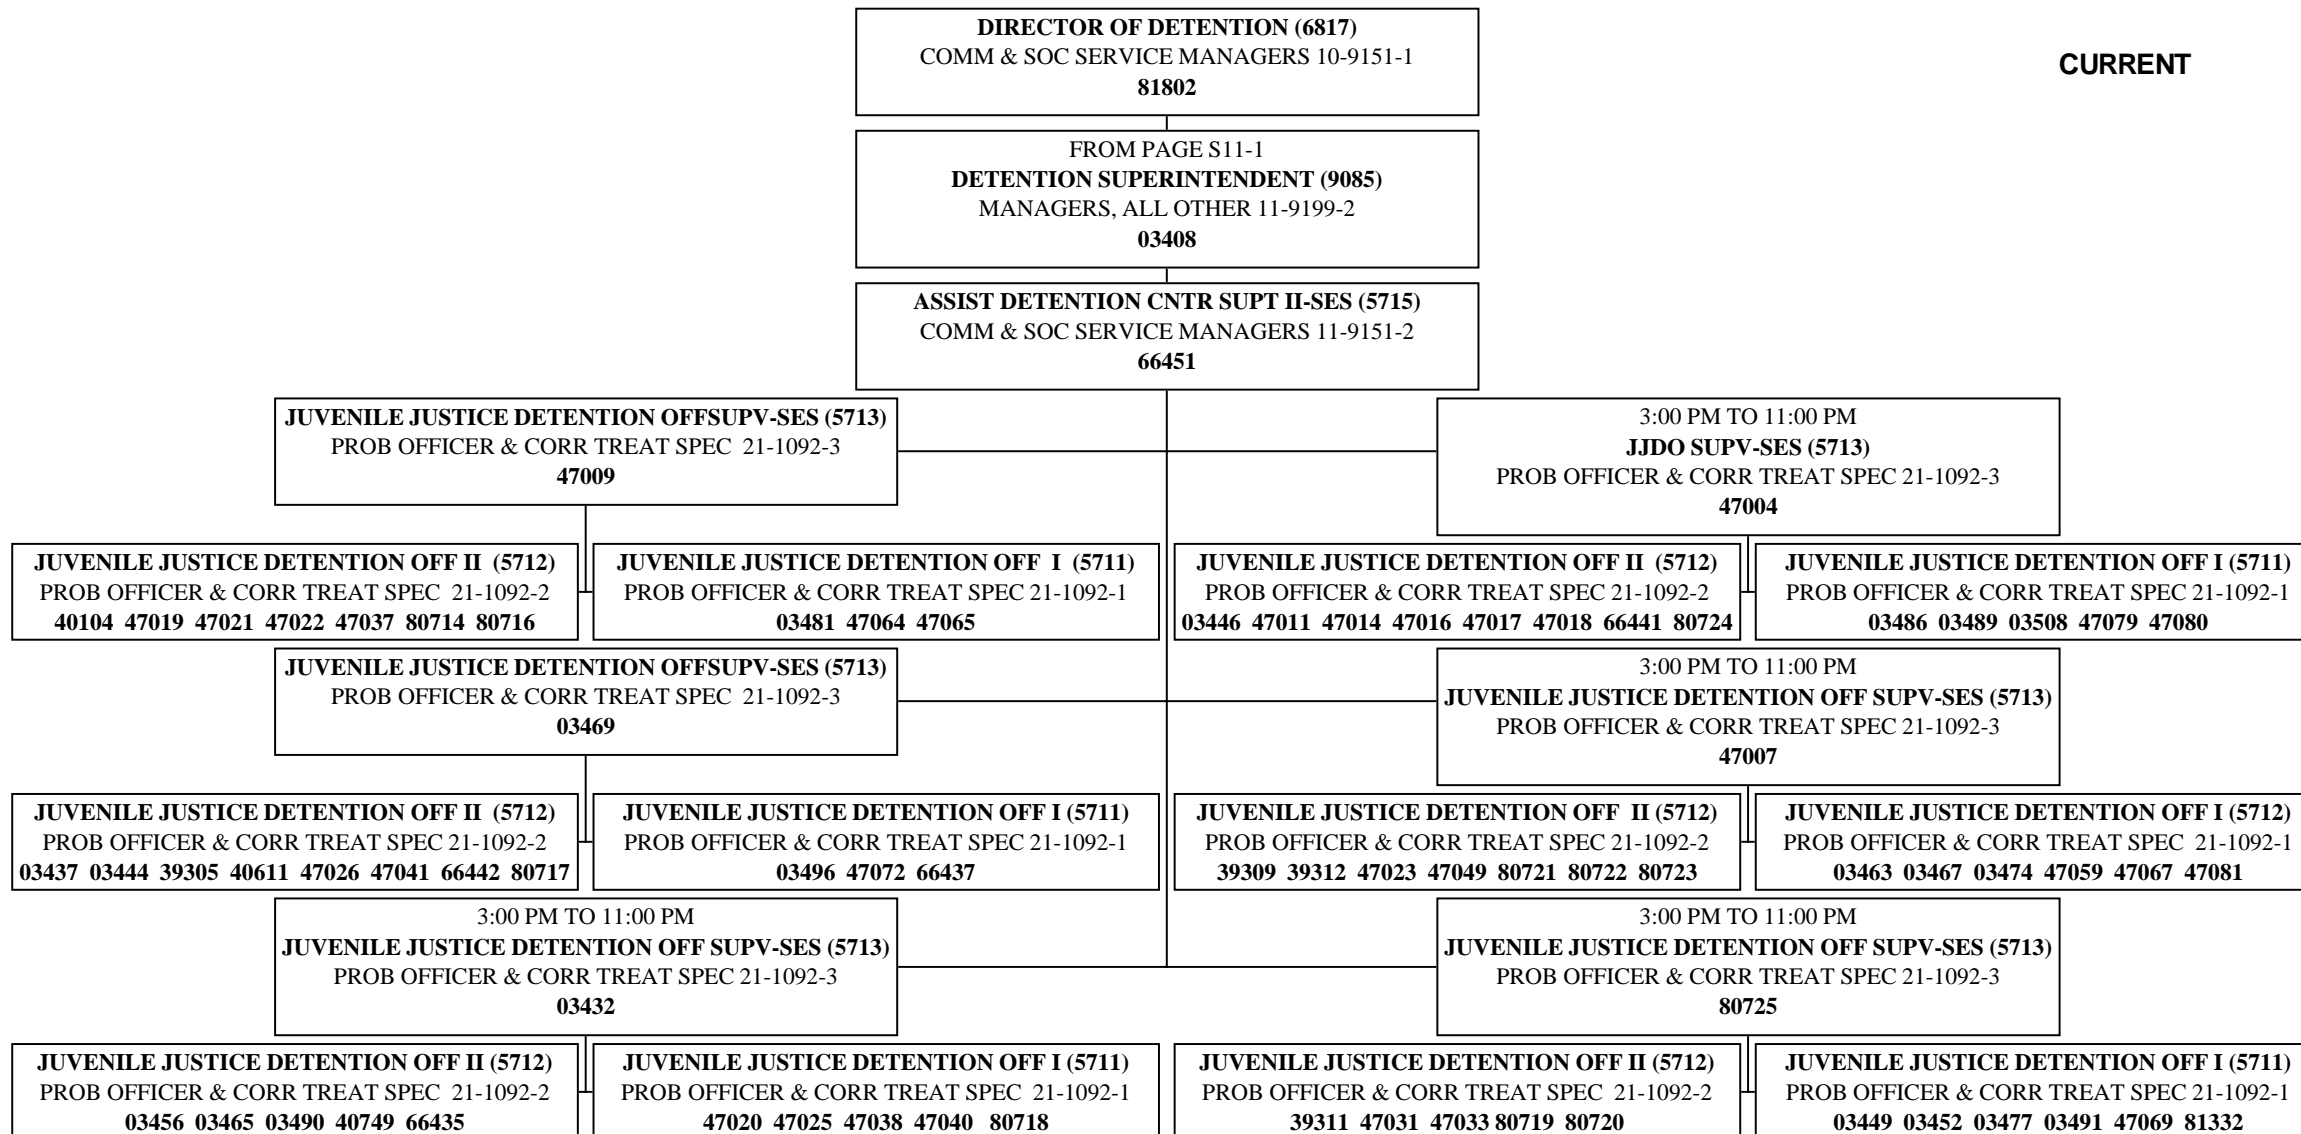 DIRECTOR OF DETENTION (6817)
COMM & SOC SERVICE MANAGERS 10-9151-1
81802
CURRENT
FROM PAGE S11-1
DETENTION SUPERINTENDENT (9085)
MANAGERS, ALL OTHER 11-9199-2
03408
ASSIST DETENTION CNTR SUPT II-SES (5715)
COMM & SOC SERVICE MANAGERS 11-9151-2
66451
JUVENILE JUSTICE DETENTION OFFSUPV-SES (5713)
PROB OFFICER & CORR TREAT SPEC 21-1092-3
47009
3:00 PM TO 11:00 PM
JJDO SUPV-SES (5713)
PROB OFFICER & CORR TREAT SPEC 21-1092-3
47004
JUVENILE JUSTICE DETENTION OFF II (5712)
PROB OFFICER & CORR TREAT SPEC 21-1092-2
40104 47019 47021 47022 47037 80714 80716
JUVENILE JUSTICE DETENTION OFF I (5711)
PROB OFFICER & CORR TREAT SPEC 21-1092-1
03481 47064 47065
JUVENILE JUSTICE DETENTION OFF II (5712)
PROB OFFICER & CORR TREAT SPEC 21-1092-2
03446 47011 47014 47016 47017 47018 66441 80724
JUVENILE JUSTICE DETENTION OFF I (5711)
PROB OFFICER & CORR TREAT SPEC 21-1092-1
03486 03489 03508 47079 47080
JUVENILE JUSTICE DETENTION OFFSUPV-SES (5713)
PROB OFFICER & CORR TREAT SPEC 21-1092-3
03469
3:00 PM TO 11:00 PM
JUVENILE JUSTICE DETENTION OFF SUPV-SES (5713)
PROB OFFICER & CORR TREAT SPEC 21-1092-3
47007
JUVENILE JUSTICE DETENTION OFF II (5712)
PROB OFFICER & CORR TREAT SPEC 21-1092-2
03437 03444 39305 40611 47026 47041 66442 80717
JUVENILE JUSTICE DETENTION OFF I (5711)
PROB OFFICER & CORR TREAT SPEC 21-1092-1
03496 47072 66437
JUVENILE JUSTICE DETENTION OFF II (5712)
PROB OFFICER & CORR TREAT SPEC 21-1092-2
39309 39312 47023 47049 80721 80722 80723
JUVENILE JUSTICE DETENTION OFF I (5712)
PROB OFFICER & CORR TREAT SPEC 21-1092-1
03463 03467 03474 47059 47067 47081
3:00 PM TO 11:00 PM
JUVENILE JUSTICE DETENTION OFF SUPV-SES (5713)
PROB OFFICER & CORR TREAT SPEC 21-1092-3
03432
3:00 PM TO 11:00 PM
JUVENILE JUSTICE DETENTION OFF SUPV-SES (5713)
PROB OFFICER & CORR TREAT SPEC 21-1092-3
80725
JUVENILE JUSTICE DETENTION OFF II (5712)
PROB OFFICER & CORR TREAT SPEC 21-1092-2
03456 03465 03490 40749 66435
JUVENILE JUSTICE DETENTION OFF I (5711)
PROB OFFICER & CORR TREAT SPEC 21-1092-1
47020 47025 47038 47040 80718
JUVENILE JUSTICE DETENTION OFF II (5712)
PROB OFFICER & CORR TREAT SPEC 21-1092-2
39311 47031 47033 80719 80720
JUVENILE JUSTICE DETENTION OFF I (5711)
PROB OFFICER & CORR TREAT SPEC 21-1092-1
03449 03452 03477 03491 47069 81332